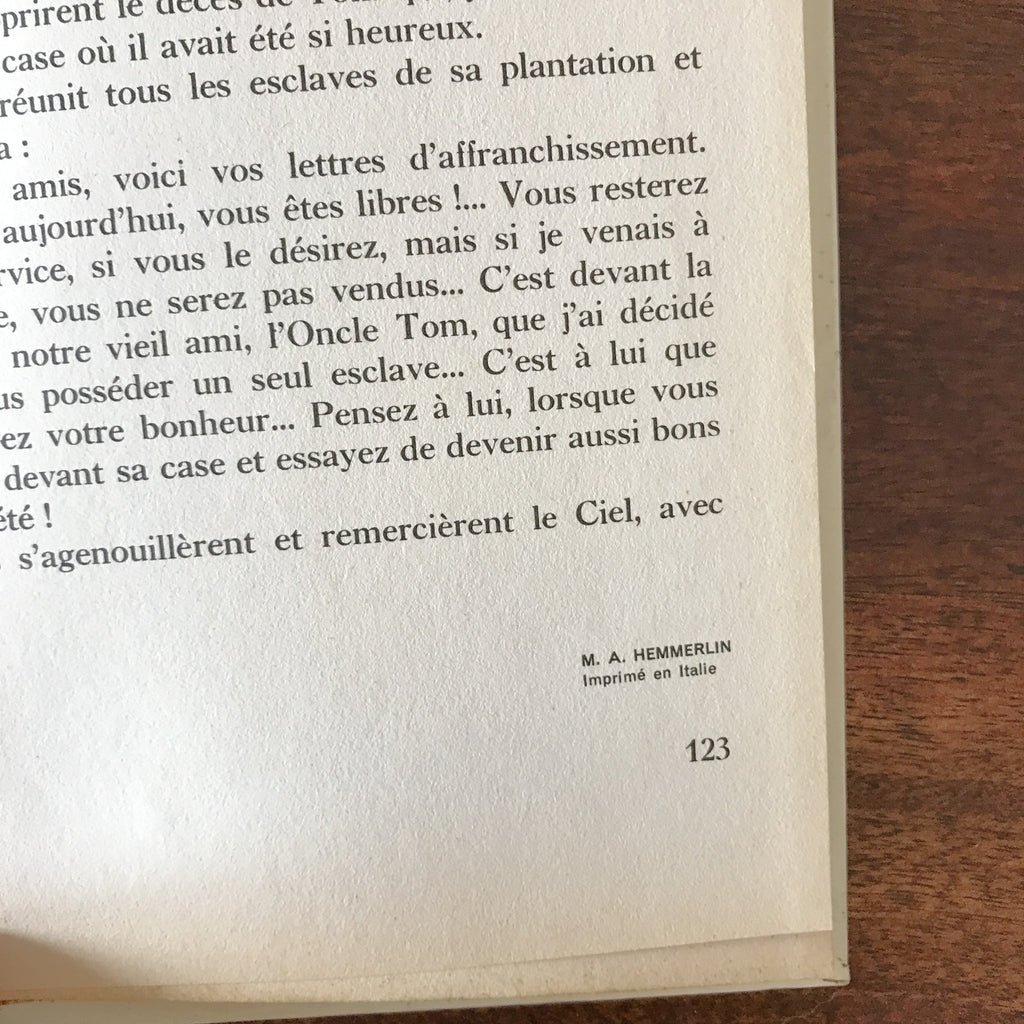 prirent le décès de
case où il avait été si heureux.
réunit tous les esclaves de sa plantation et
a :
amis, voici vos lettres d'affranchissement.
aujourd'hui, vous êtes libres !... Vous resterez
rvice, si vous le désirez, mais si je venais à
e, vous ne serez pas vendus... C'est devant la
notre vieil ami, l'Oncle Tom, que j'ai décidé
us posséder un seul esclave... C'est à lui que
ez votre bonheur... Pensez à lui, lorsque vous
devant sa case et essayez de devenir aussi bons
été !
s'agenouillèrent et remercièrent le Ciel, avec
M. A. HEMMERLIN
Imprimé en Italie
123